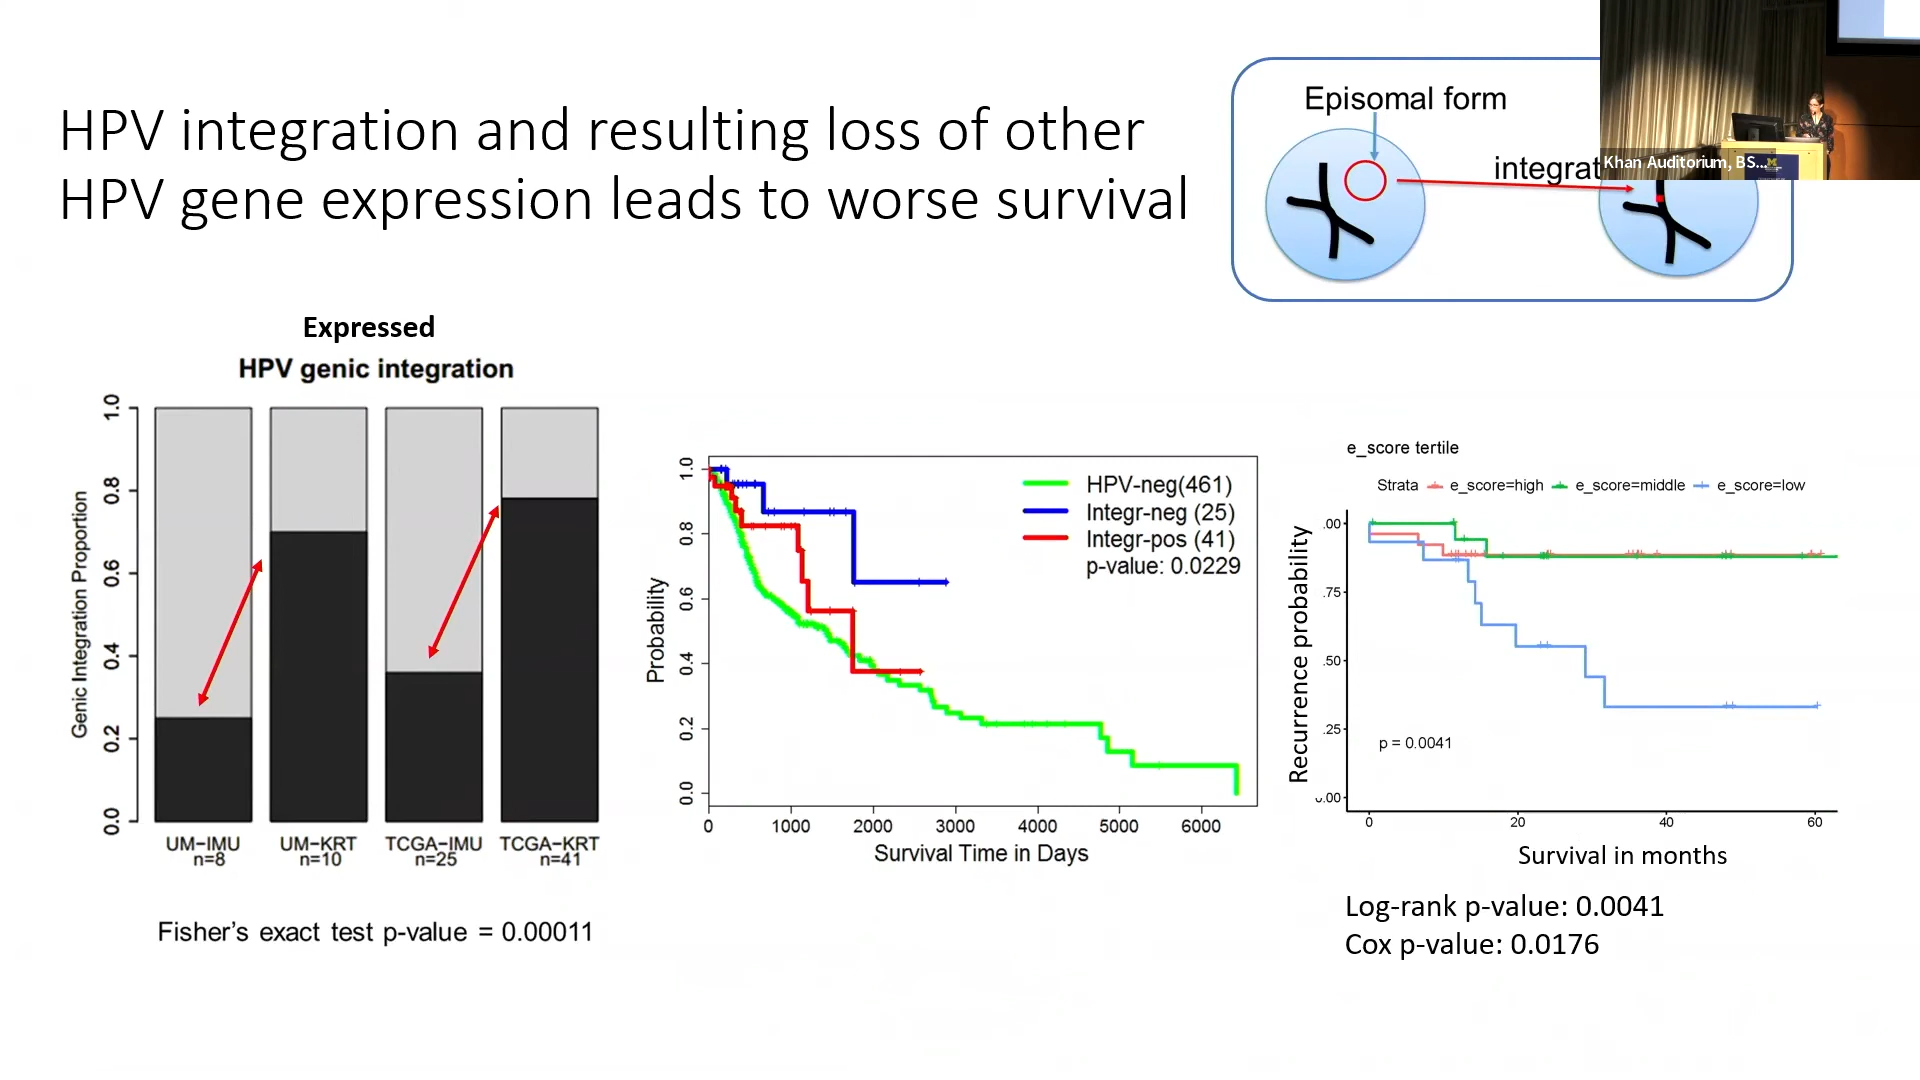 HPV integration and resulting loss of other
HPV gene expression leads to worse survival
Episomal form
integrat
Khan Auditorium, BS...
M
Expressed
HPV genic integration
Genic Integration Proportion
1.0
0.8
0.6
0.4
0.2
0.0
UM-IMU
n=8
UM-KRT
n=10
TCGA-IMU
n=25
TCGA-KRT
n=41
Fisher's exact test p-value = 0.00011
Probability
1.0
0.8
0.6
0.4
0.2
0.0
HPV-neg(461)
Integr-neg (25)
Integr-pos (41)
p-value: 0.0229
0 1000 2000 3000 4000 5000 6000
Survival Time in Days
e_score tertile
Strata e_score=high e_score=middle e_score=low
Recurrence probability
.00
.75
.50
.25
.00
p = 0.0041
0 20 40 60
Survival in months
Log-rank p-value: 0.0041
Cox p-value: 0.0176